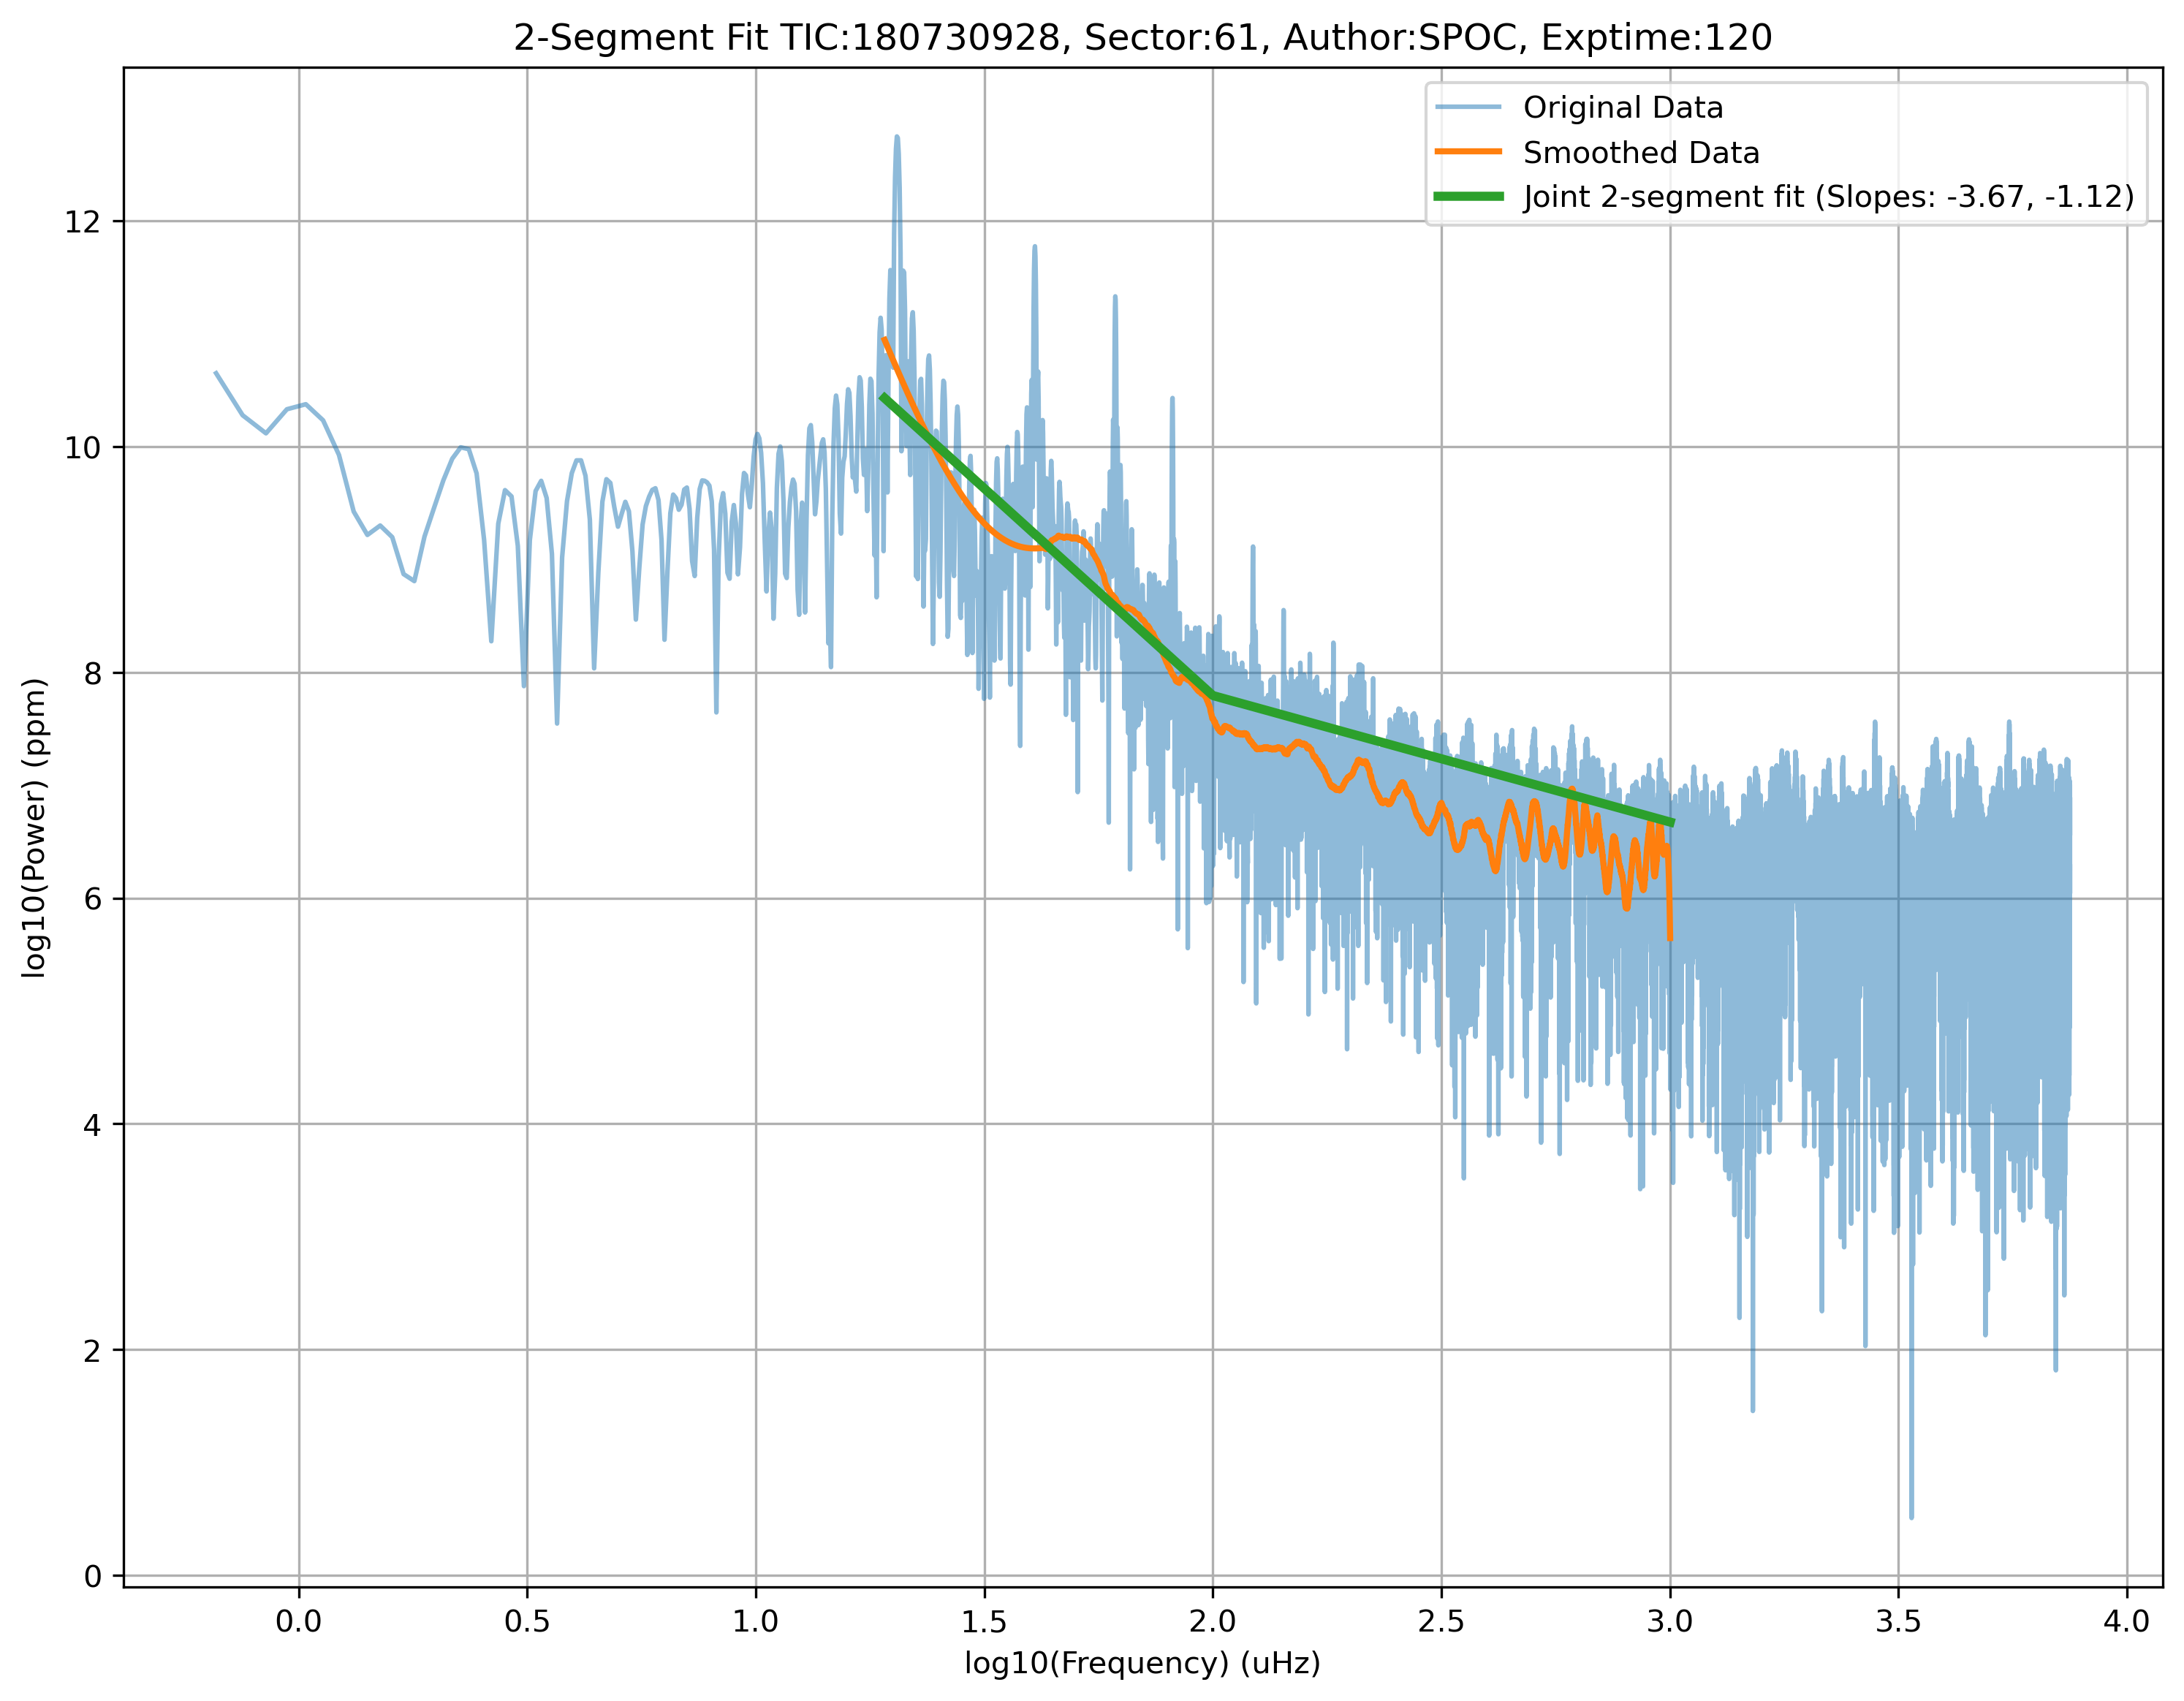 2-Segment Fit TIC:180730928, Sector:61, Author:SPOC, Exptime:120
Original Data
Smoothed Data
Joint 2-segment fit (Slopes: -3.67, -1.12)
log10(Power) (ppm)
12
10
8
6
4
2
0
0.0 0.5 1.0 1.5 2.0 2.5 3.0 3.5 4.0
log10(Frequency) (uHz)